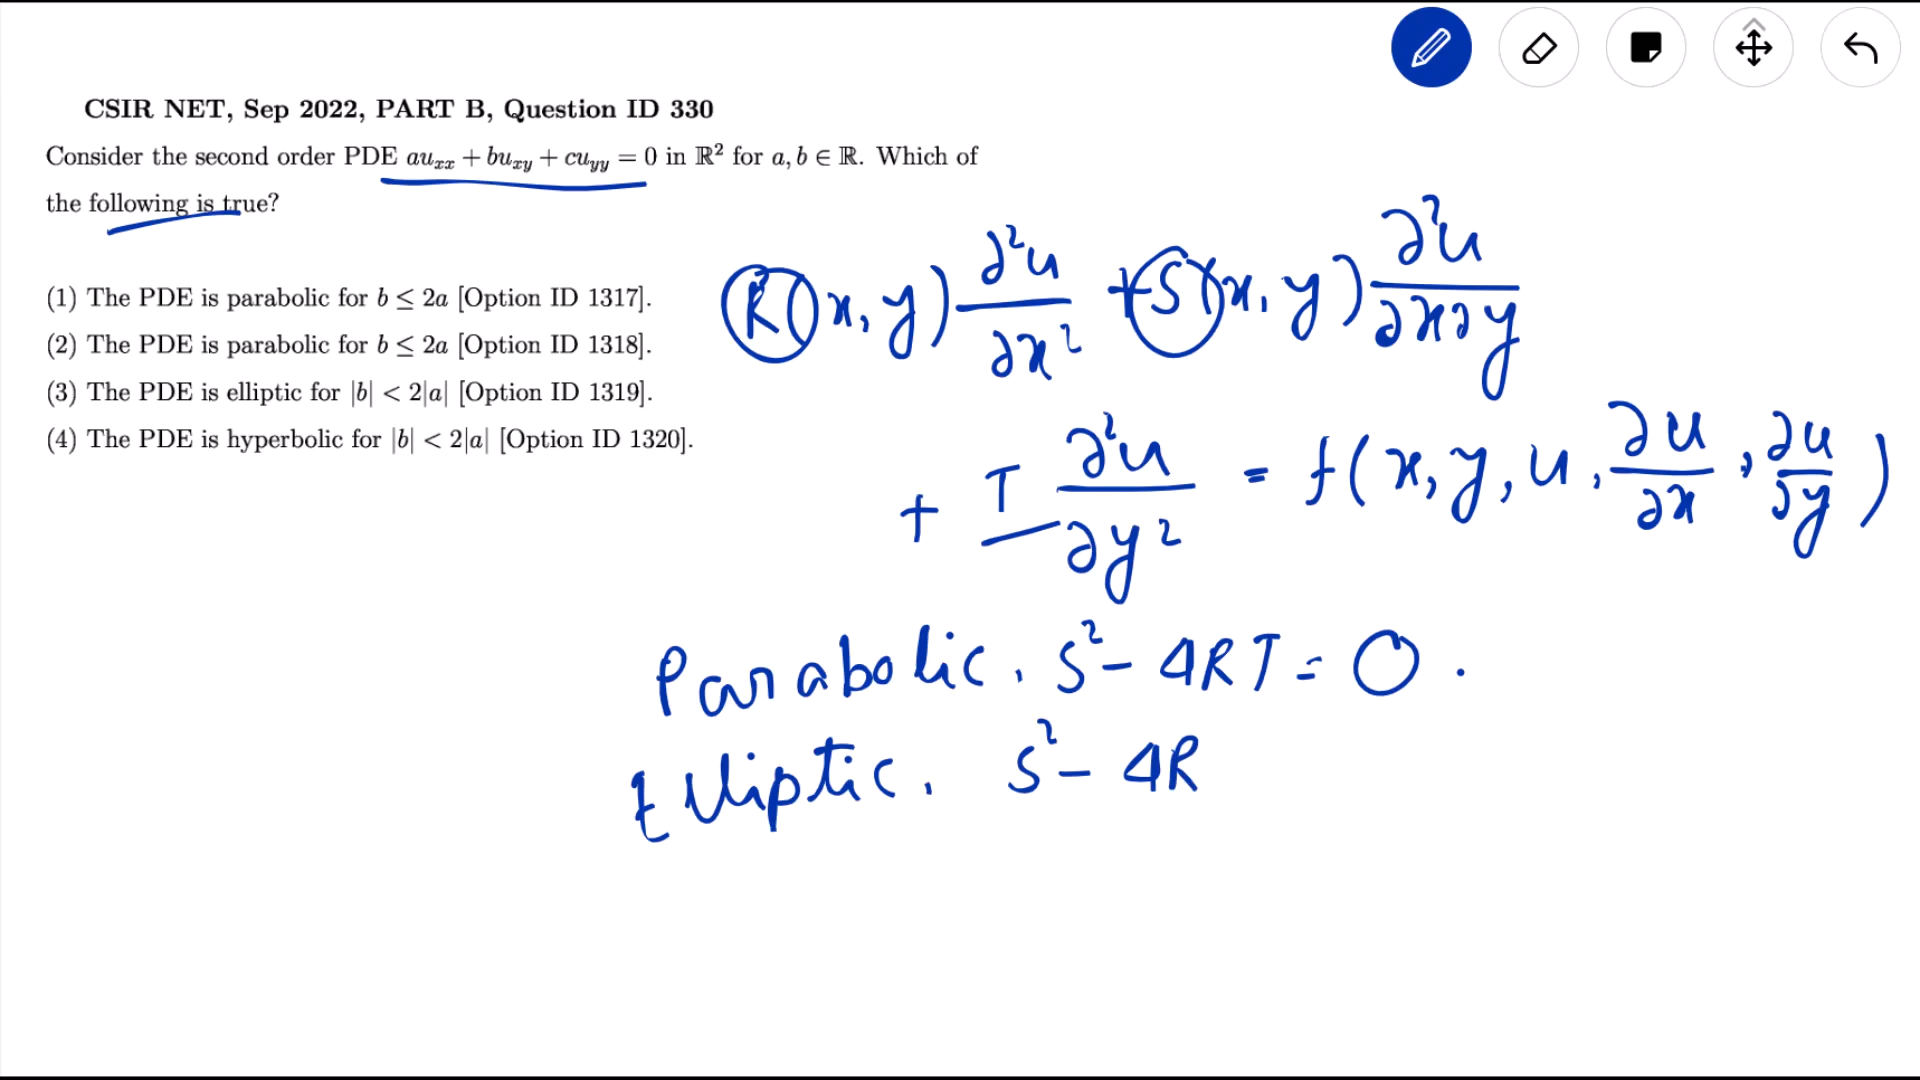 CSIR NET, Sep 2022, PART B, Question ID 330
Consider the second order PDE au_xx + bu_xy + cu_yy = 0 in ℝ² for a, b ∈ ℝ. Which of
the following is true?
(1) The PDE is parabolic for b ≤ 2a [Option ID 1317].
(2) The PDE is parabolic for b ≤ 2a [Option ID 1318].
(3) The PDE is elliptic for |b| < 2|a| [Option ID 1319].
(4) The PDE is hyperbolic for |b| < 2|a| [Option ID 1320].
R(x, y) ∂²u/∂x² + S(x, y) ∂²u/∂x∂y
+ T ∂²u/∂y² = f(x, y, u, ∂u/∂x, ∂u/∂y)
Parabolic, S² - 4RT = 0.
Elliptic, S² - 4R